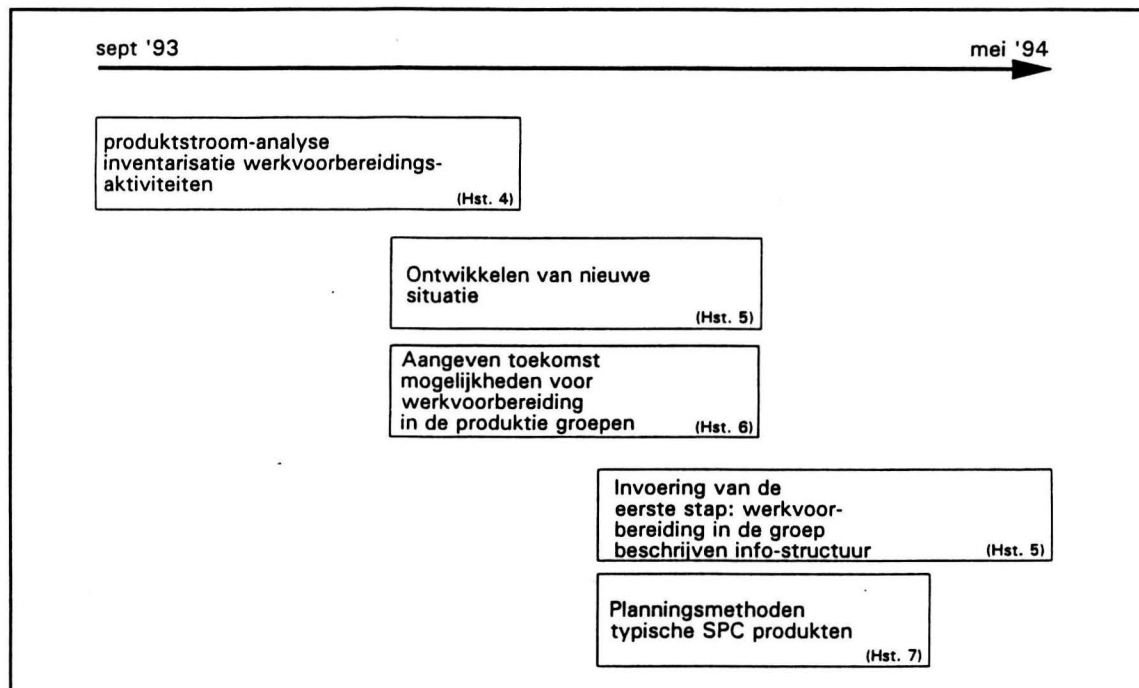 sept '93
mei '94
produktstroom-analyse
inventarisatie werkvoorbereidings-
aktiviteiten
(Hst. 4)
Ontwikkelen van nieuwe
situatie
(Hst. 5)
Aangeven toekomst
mogelijkheden voor
werkvoorbereiding
in de produktie groepen
(Hst. 6)
Invoering van de
eerste stap: werkvoor-
bereiding in de groep
beschrijven info-structuur
(Hst. 5)
Planningsmethoden
typische SPC produkten
(Hst. 7)